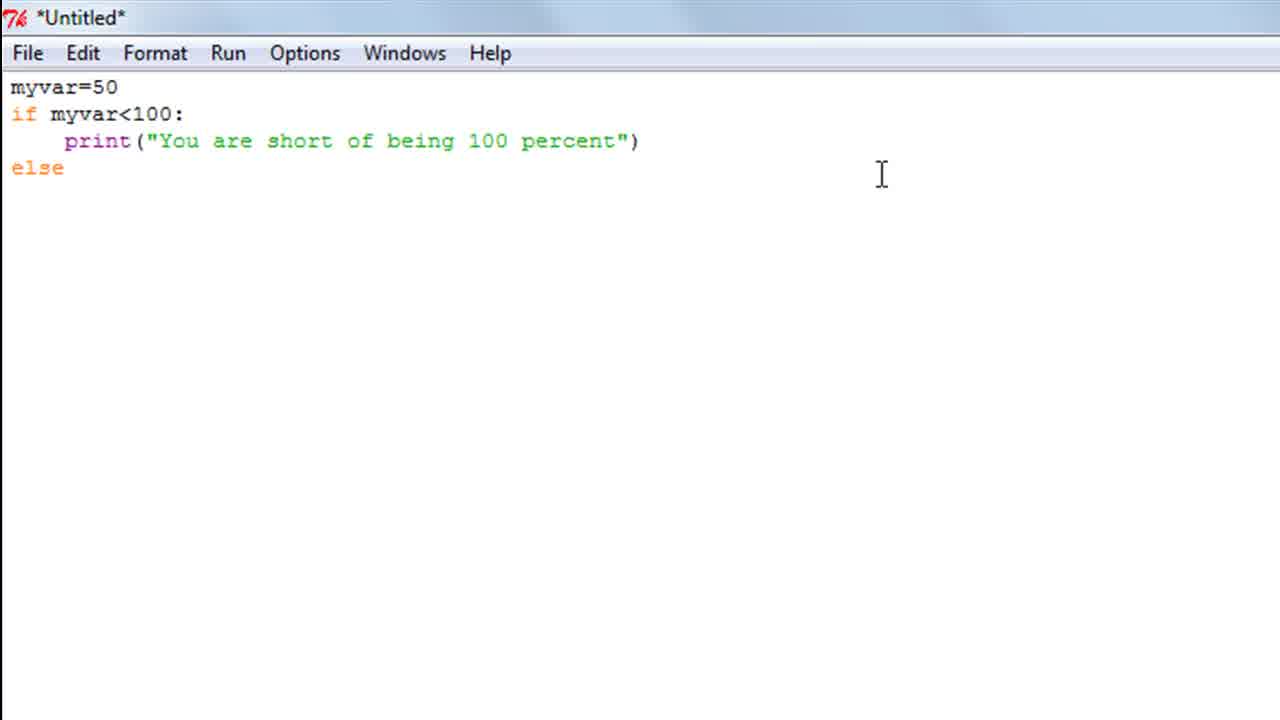 *Untitled*
File Edit Format Run Options Windows Help
myvar=50
if myvar<100:
    print("You are short of being 100 percent")
else